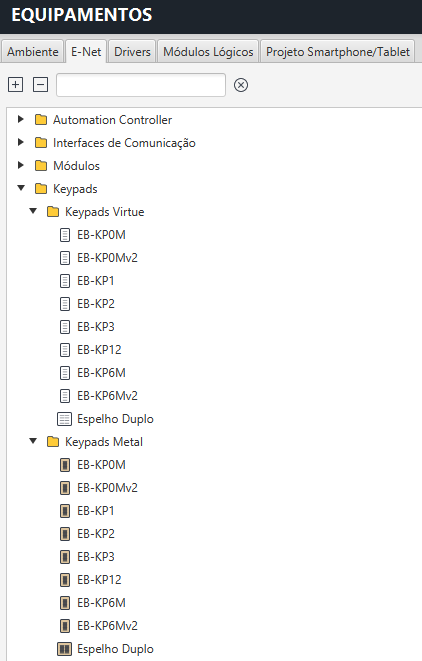 EQUIPAMENTOS
Ambiente E-Net Drivers Módulos Lógicos Projeto Smartphone/Tablet
Automation Controller
Interfaces de Comunicação
Módulos
Keypads
Keypads Virtue
EB-KP0M
EB-KP0Mv2
EB-KP1
EB-KP2
EB-KP3
EB-KP12
EB-KP6M
EB-KP6Mv2
Espelho Duplo
Keypads Metal
EB-KP0M
EB-KP0Mv2
EB-KP1
EB-KP2
EB-KP3
EB-KP12
EB-KP6M
EB-KP6Mv2
Espelho Duplo